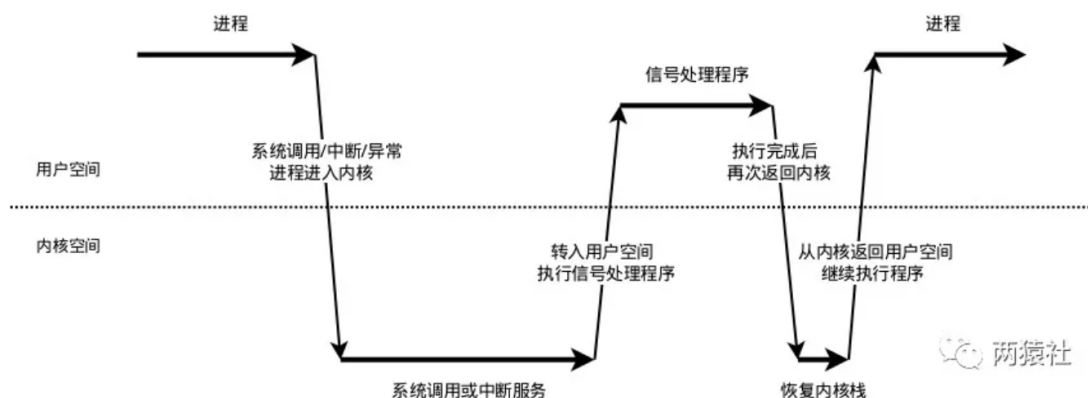 进程
进程
信号处理程序
系统调用/中断/异常
进程进入内核
执行完成后
再次返回内核
用户空间
内核空间
转入用户空间
执行信号处理程序
从内核返回用户空间
继续执行程序
两猿社
系统调用或中断服务
恢复内核栈